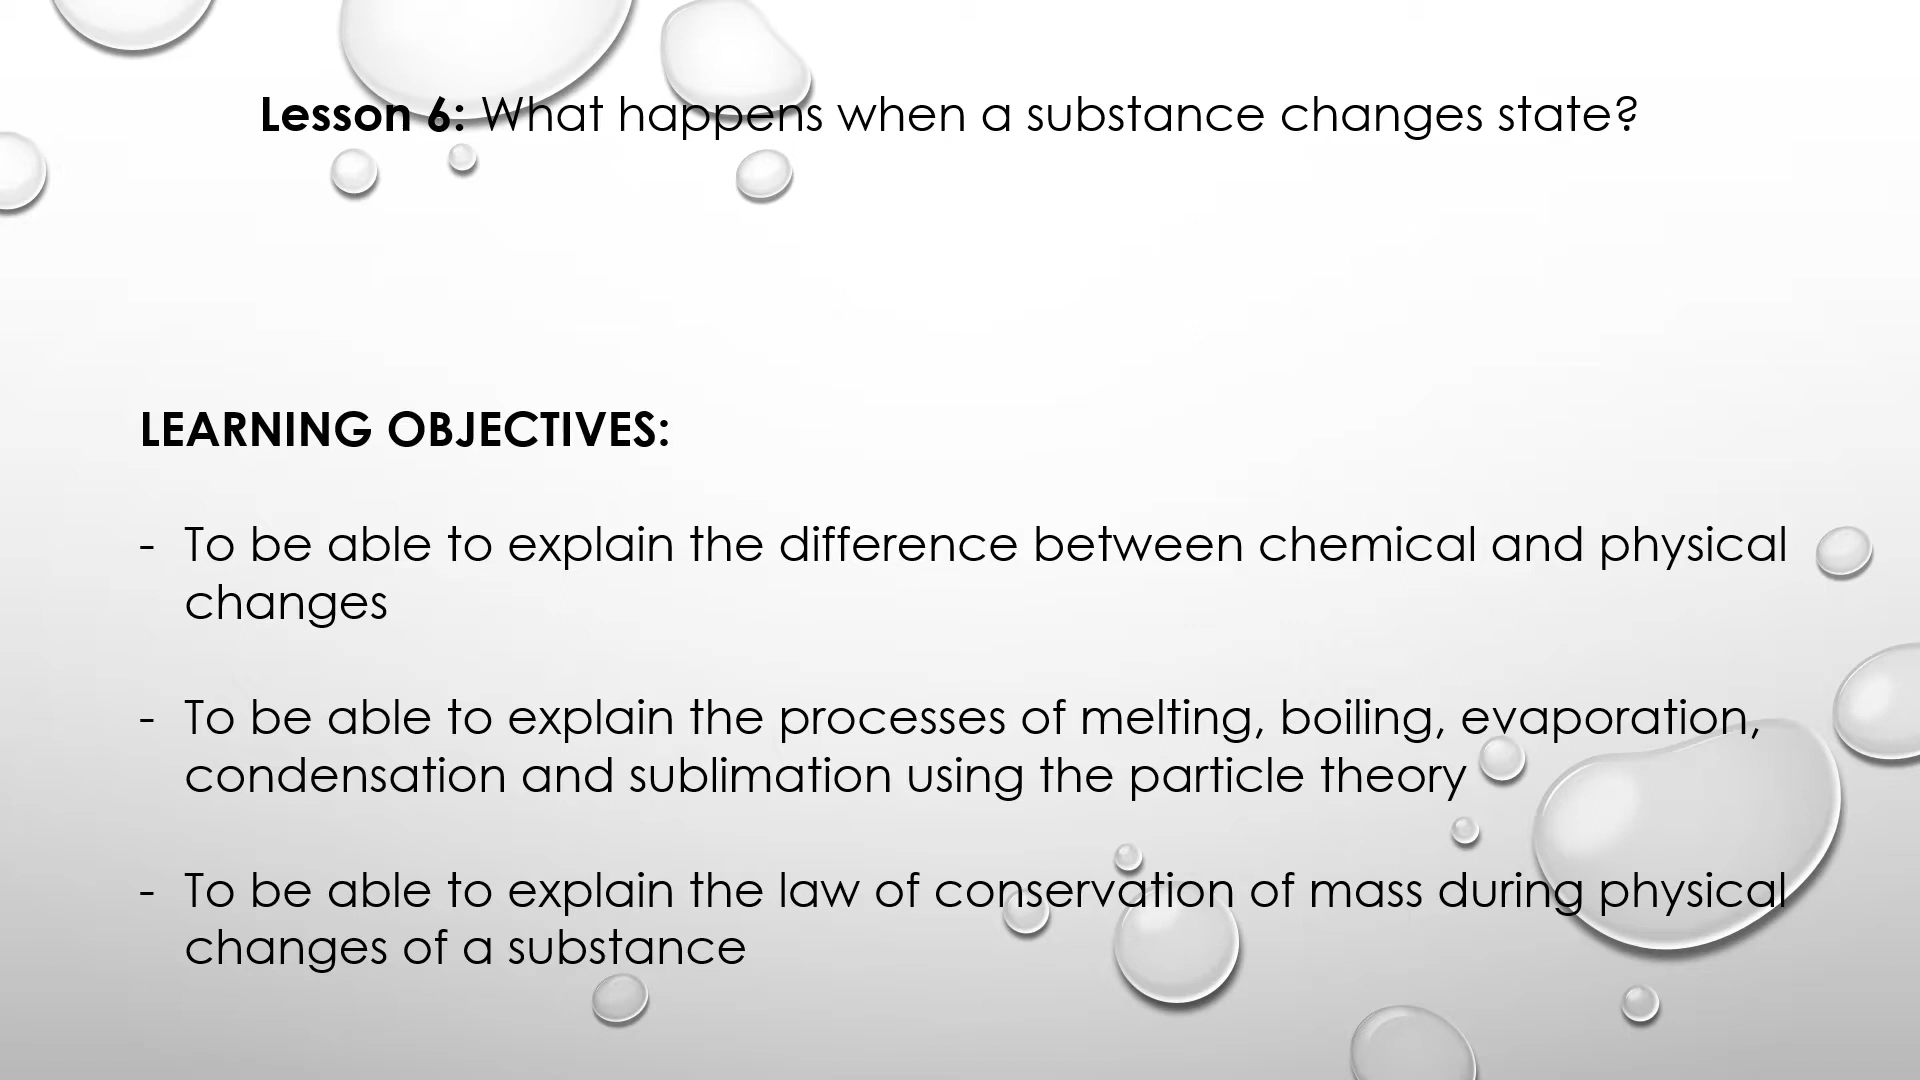 Lesson 6: What happens when a substance changes state?
LEARNING OBJECTIVES:
- To be able to explain the difference between chemical and physical
changes
- To be able to explain the processes of melting, boiling, evaporation,
condensation and sublimation using the particle theory
- To be able to explain the law of conservation of mass during physical
changes of a substance